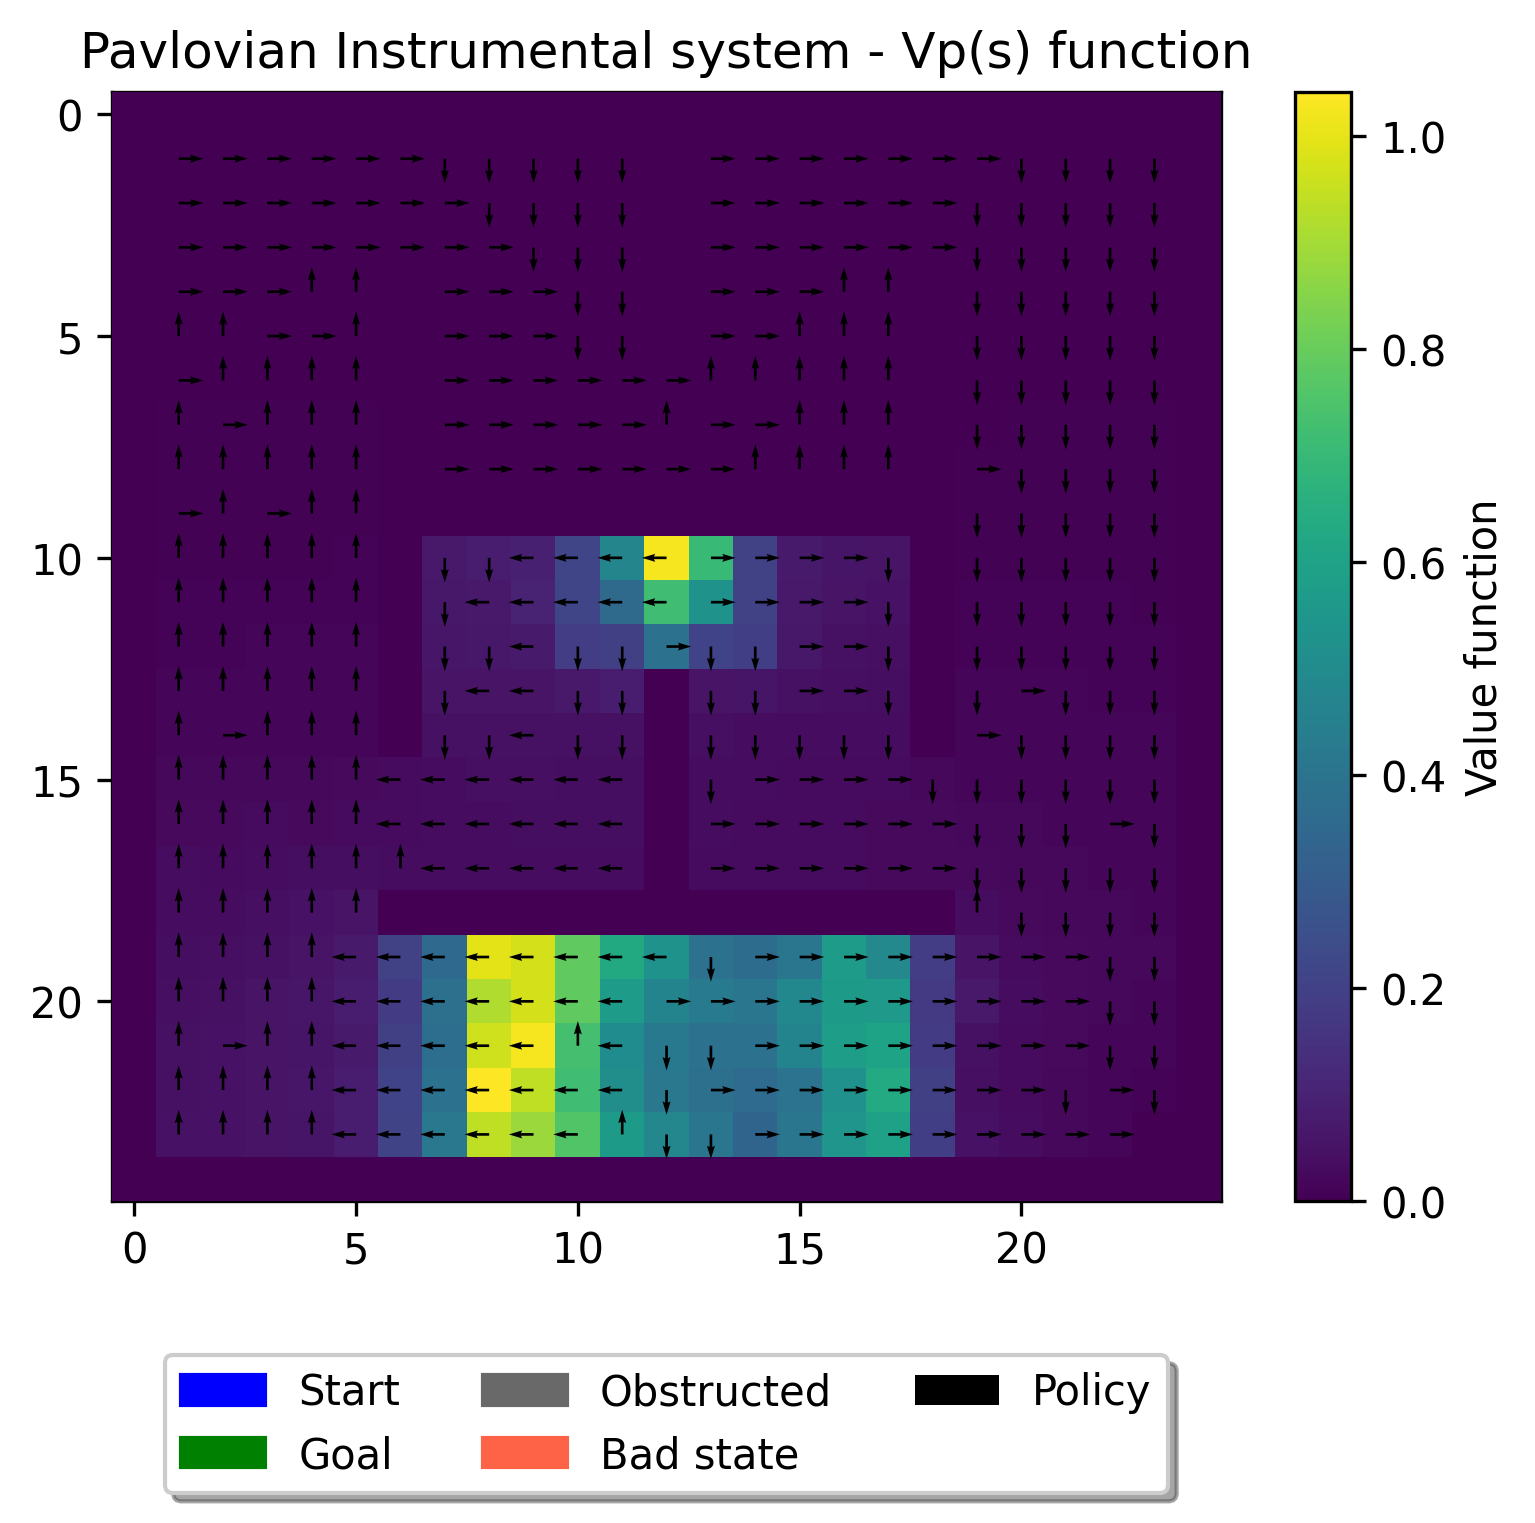 Pavlovian Instrumental system - Vp(s) function
0
5
10
15
20
0 5 10 15 20
1.0
0.8
0.6
0.4
0.2
0.0
Value function
Start Obstructed Policy
Goal Bad state